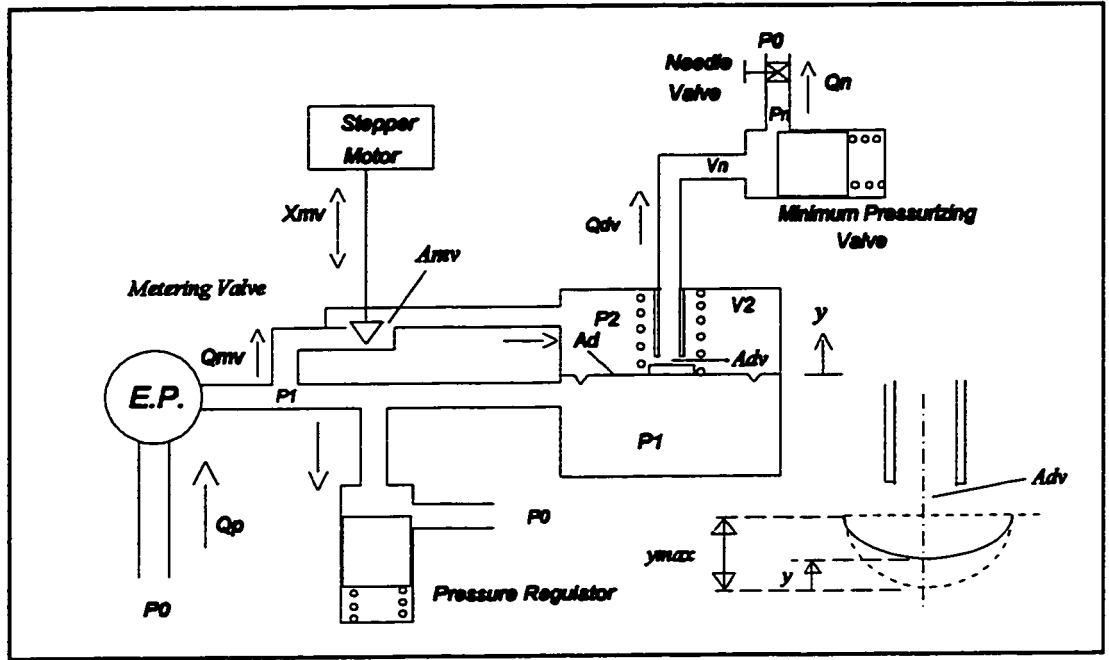 P0
Needle
Valve
Qn
Pn
Stepper
Motor
Vn
Minimum Pressurizing
Valve
Xmv
Qdv
Amv
Metering Valve
P2
V2
y
Ad
Adv
Qmv
E.P.
P1
P1
Qp
P0
Adv
ymax
y
Pressure Regulator
P0